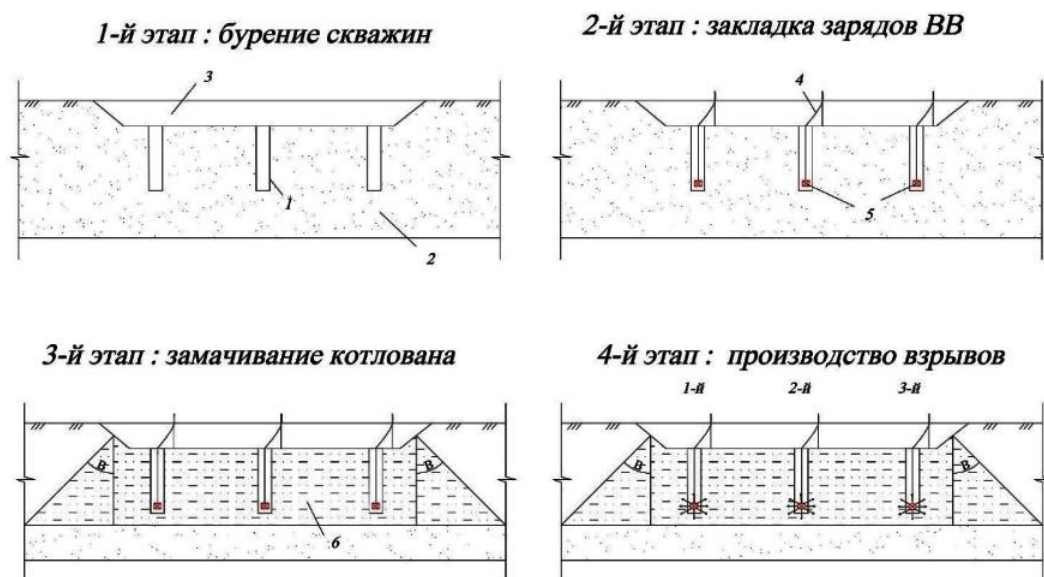 1-й этап : бурение скважин
3
1
2
2-й этап : закладка зарядов ВВ
4
5
3-й этап : замачивание котлована
В
В
6
4-й этап : производство взрывов
1-й 2-й 3-й
В
В